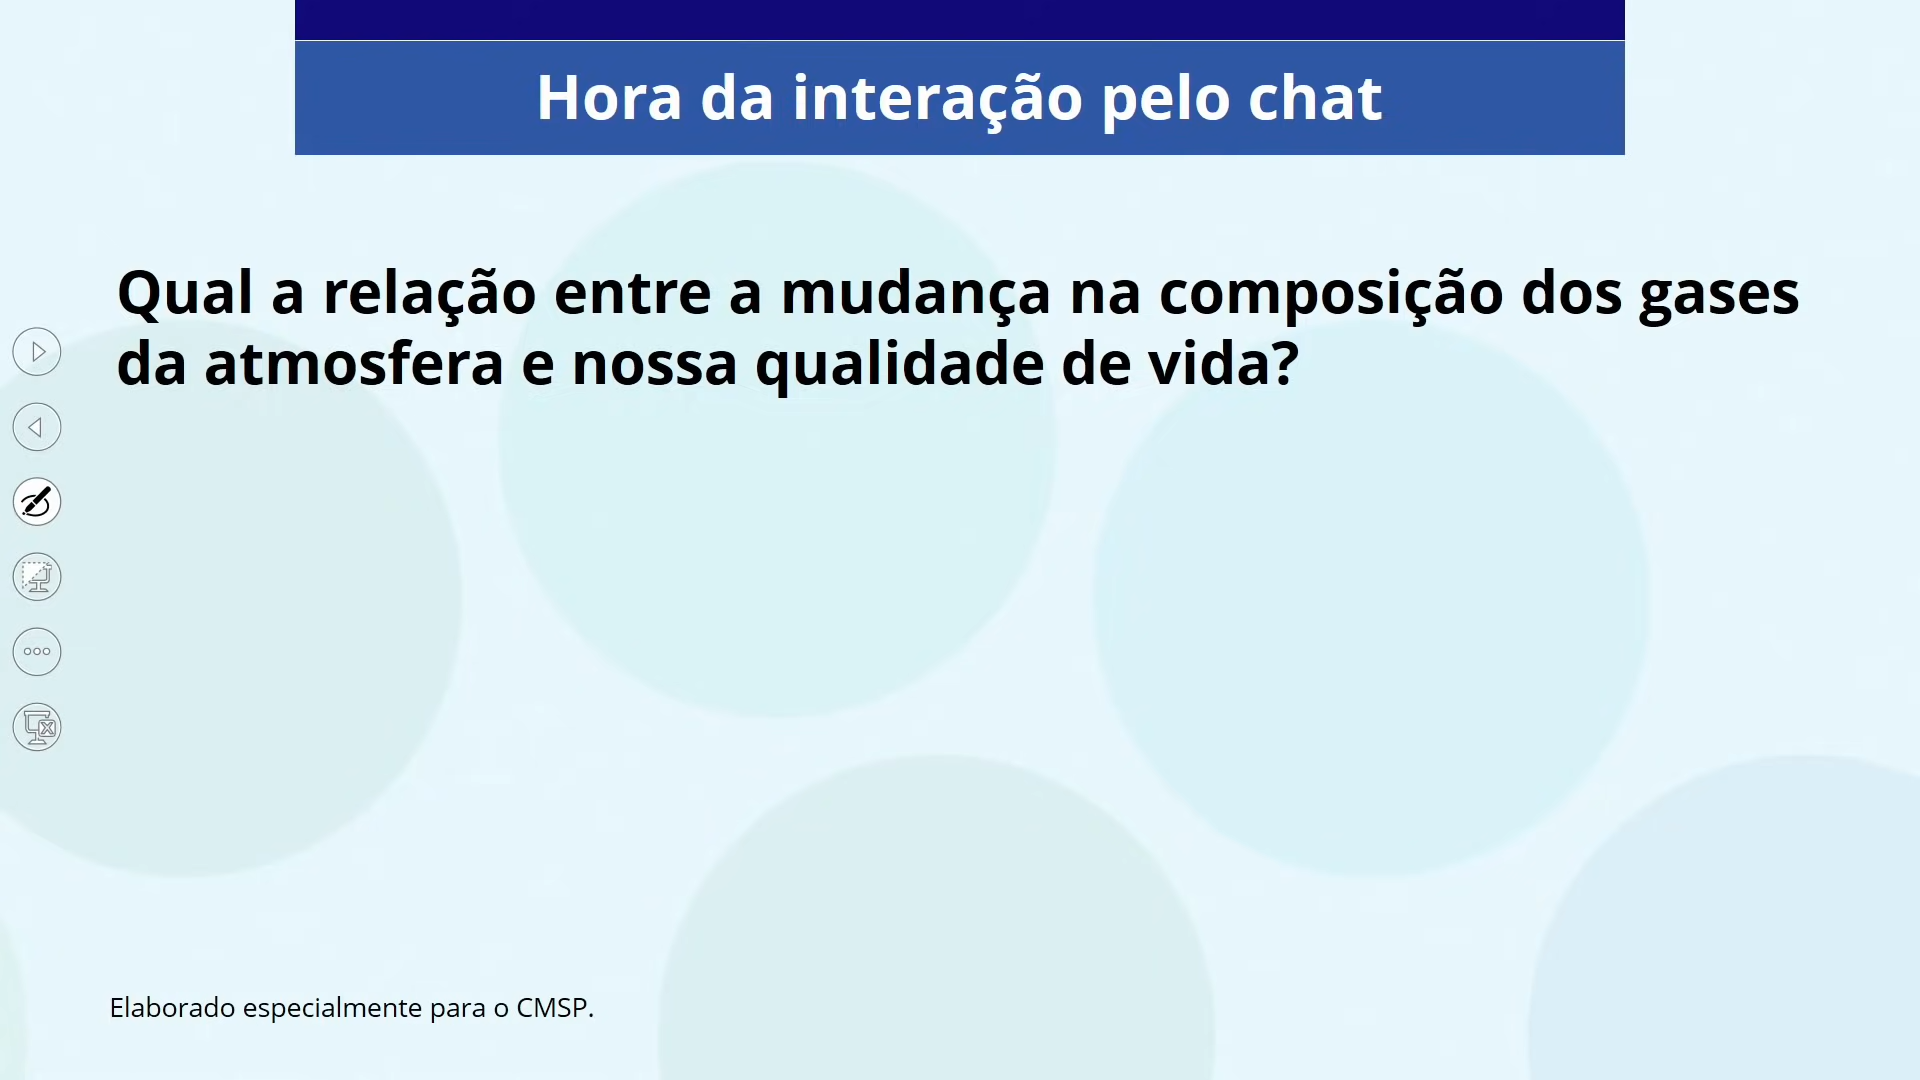 Hora da interação pelo chat
Qual a relação entre a mudança na composição dos gases
da atmosfera e nossa qualidade de vida?
Elaborado especialmente para o CMSP.